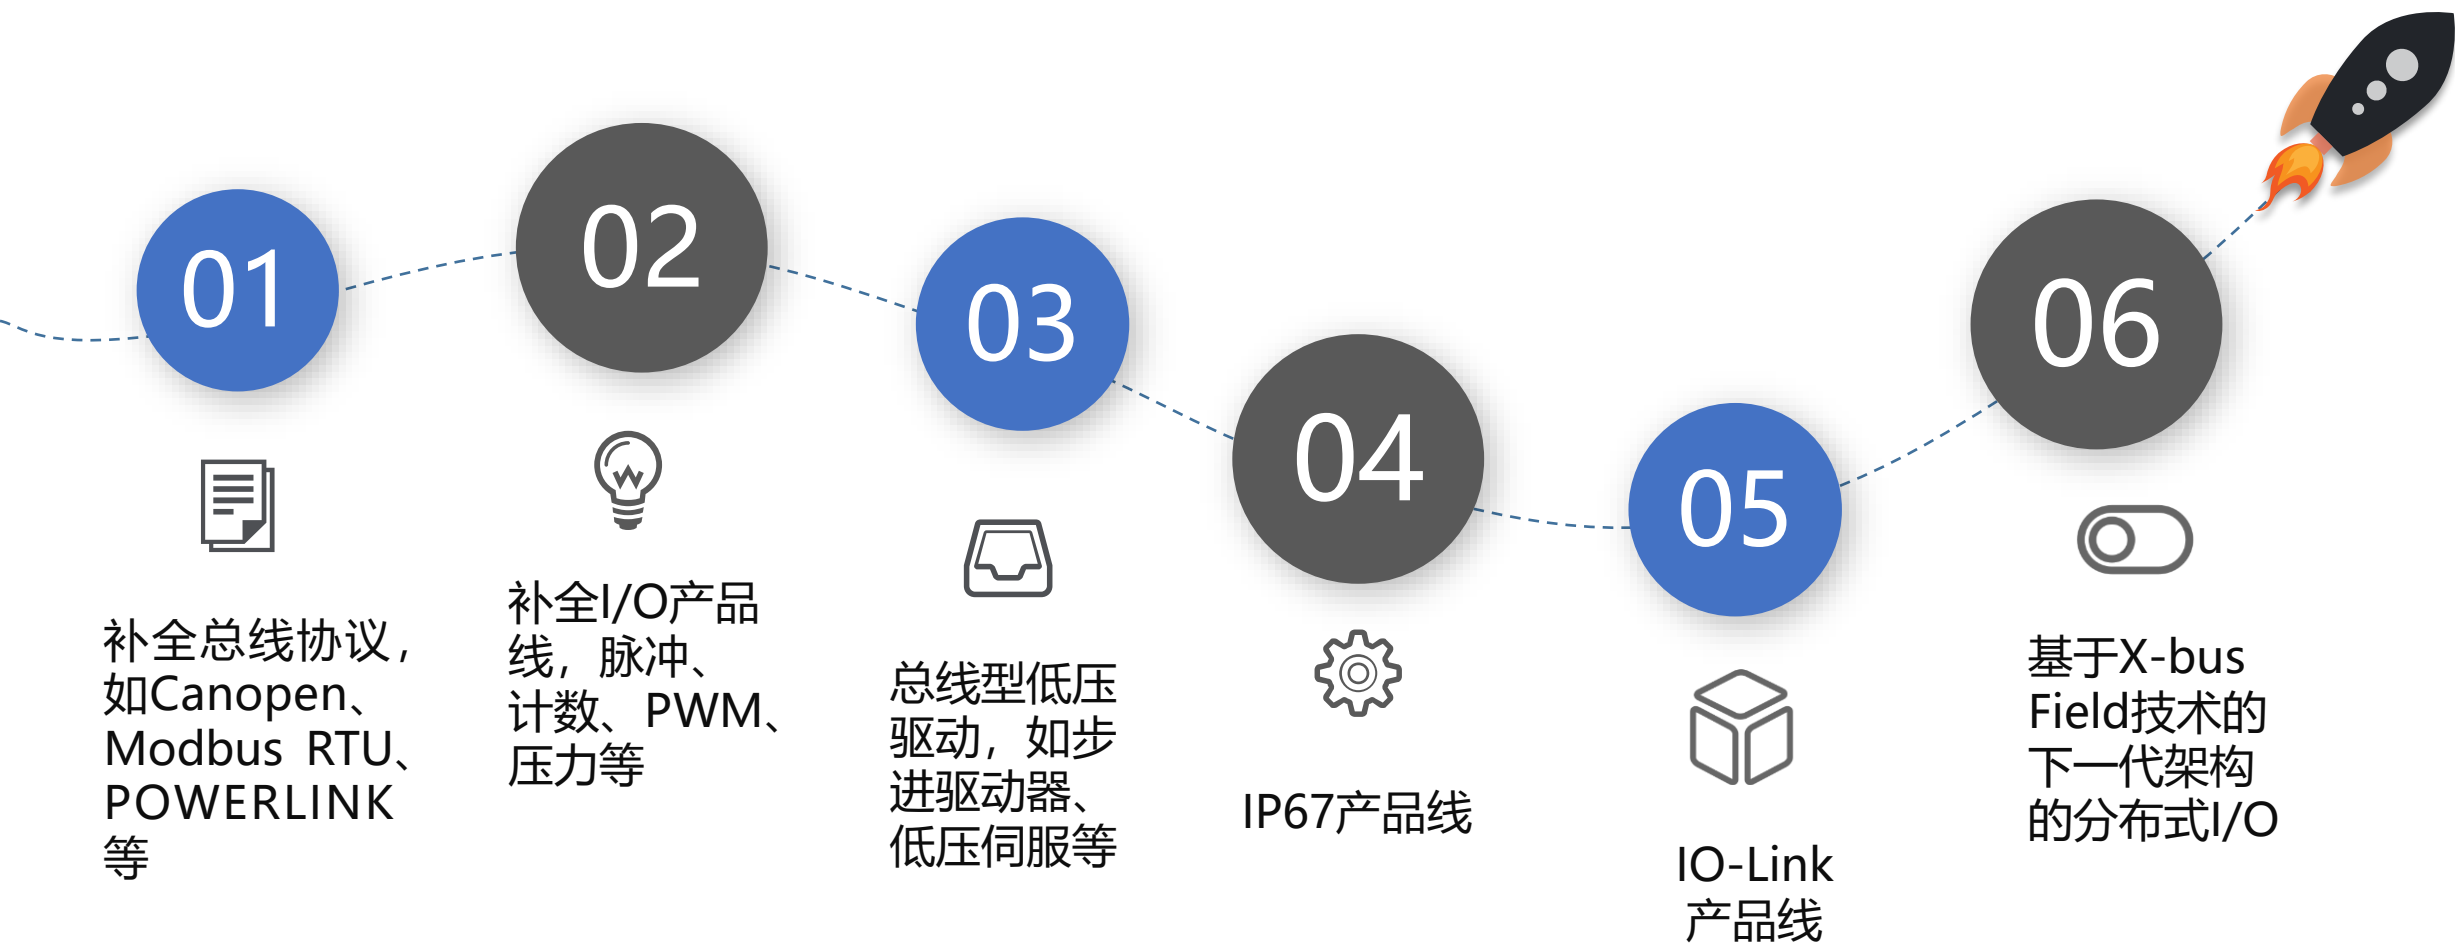 01
补全总线协议，
如Canopen、
Modbus RTU、
POWERLINK
等
02
补全I/O产品
线，脉冲、
计数、PWM、
压力等
03
总线型低压
驱动，如步
进驱动器、
低压伺服等
04
IP67产品线
05
IO-Link
产品线
06
基于X-bus
Field技术的
下一代架构
的分布式I/O